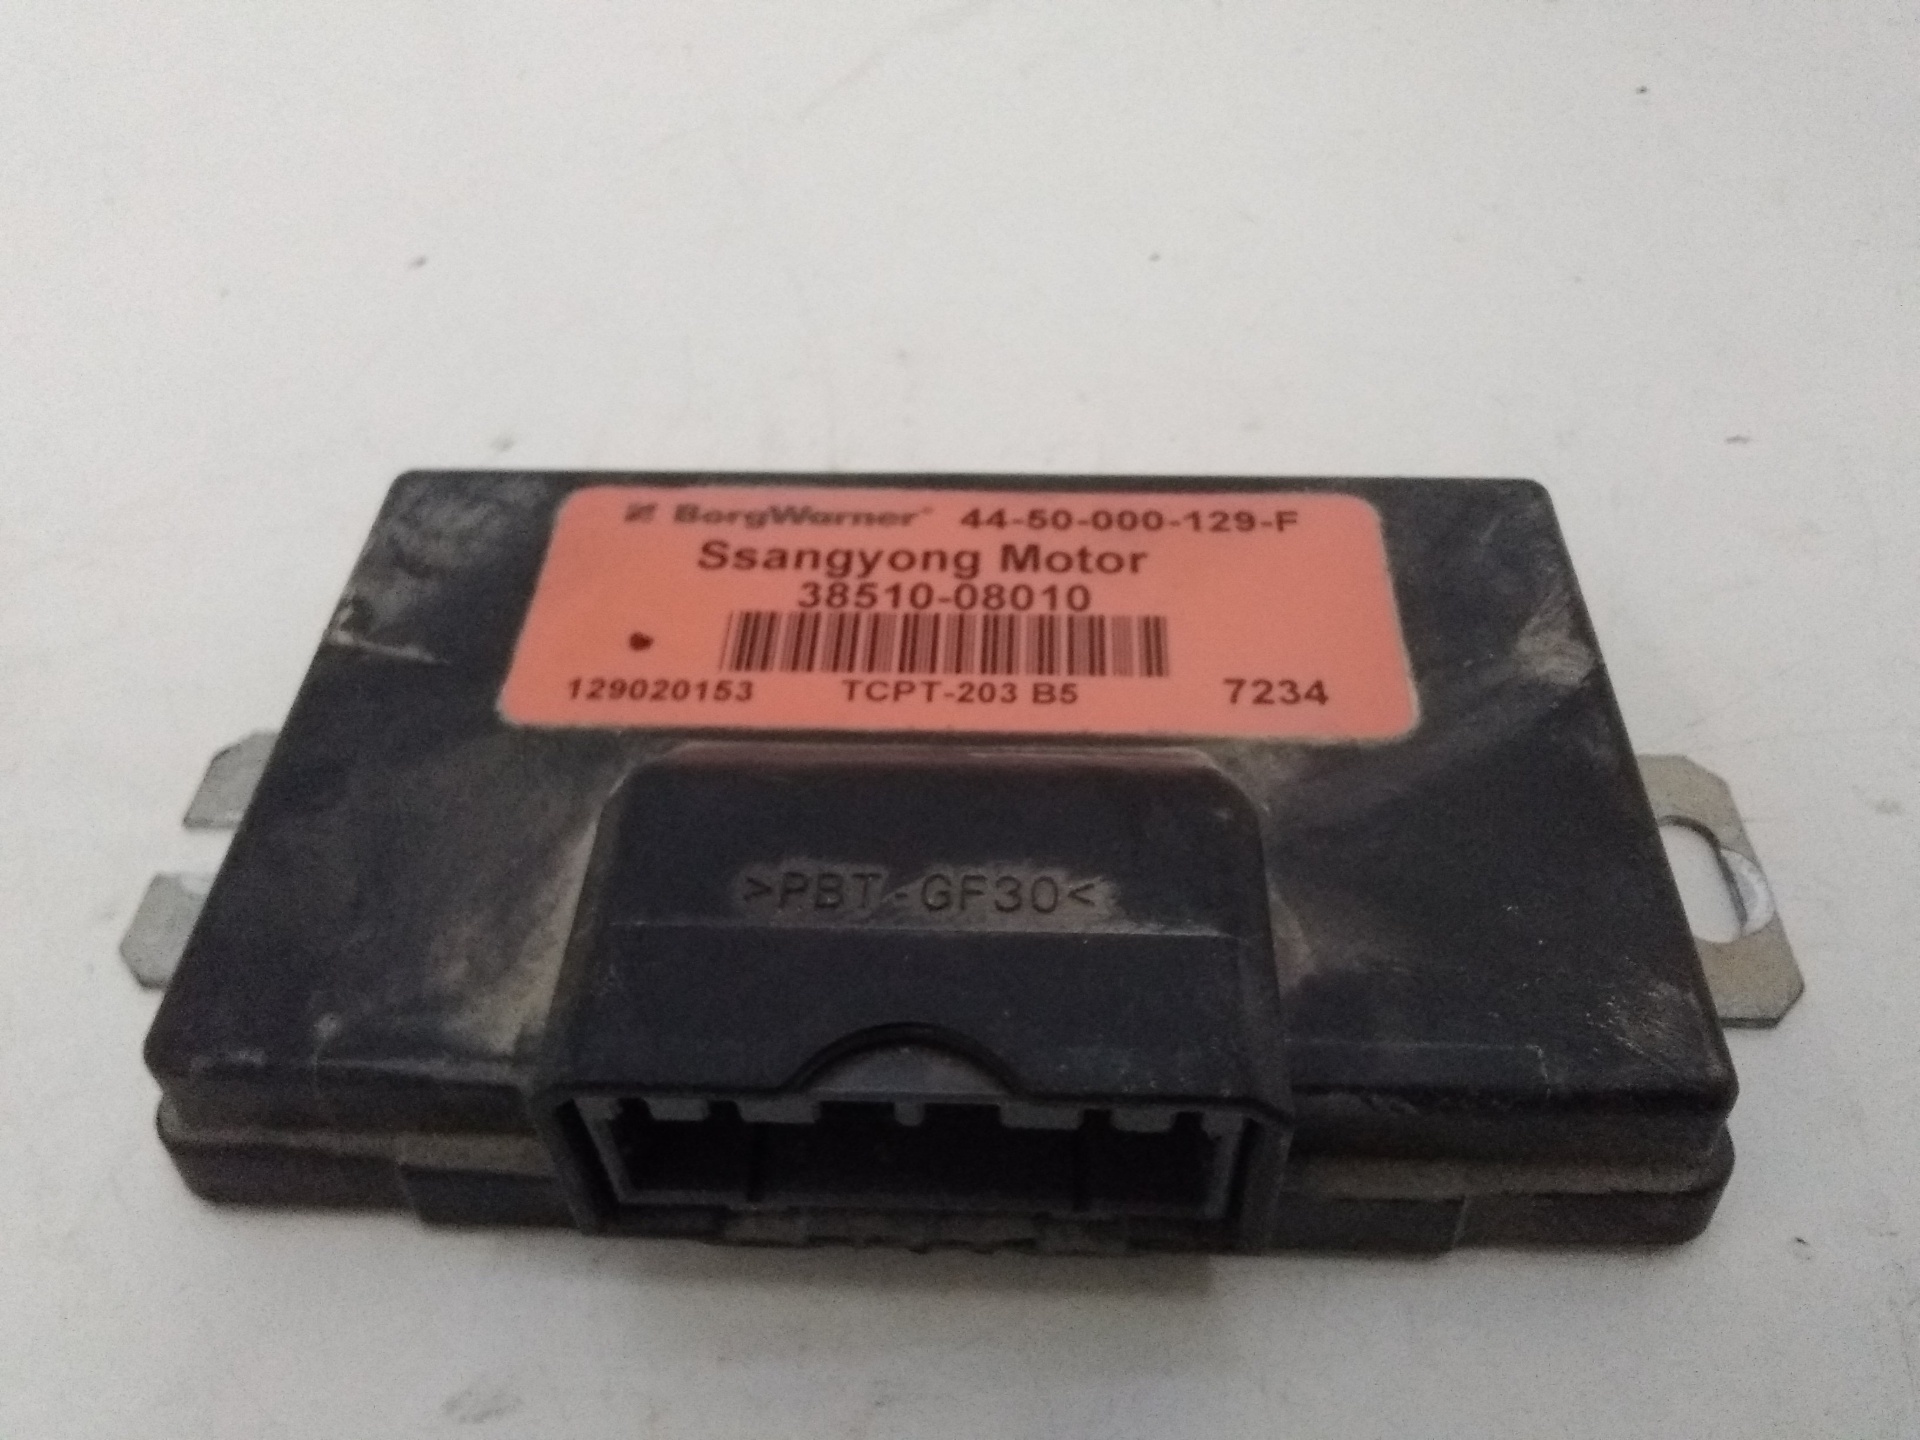 BorgWarner 44-50-000-129-F
Ssangyong Motor
38510-08010
129020153 TCPT-203 B5 7234
>PBT-GF30<